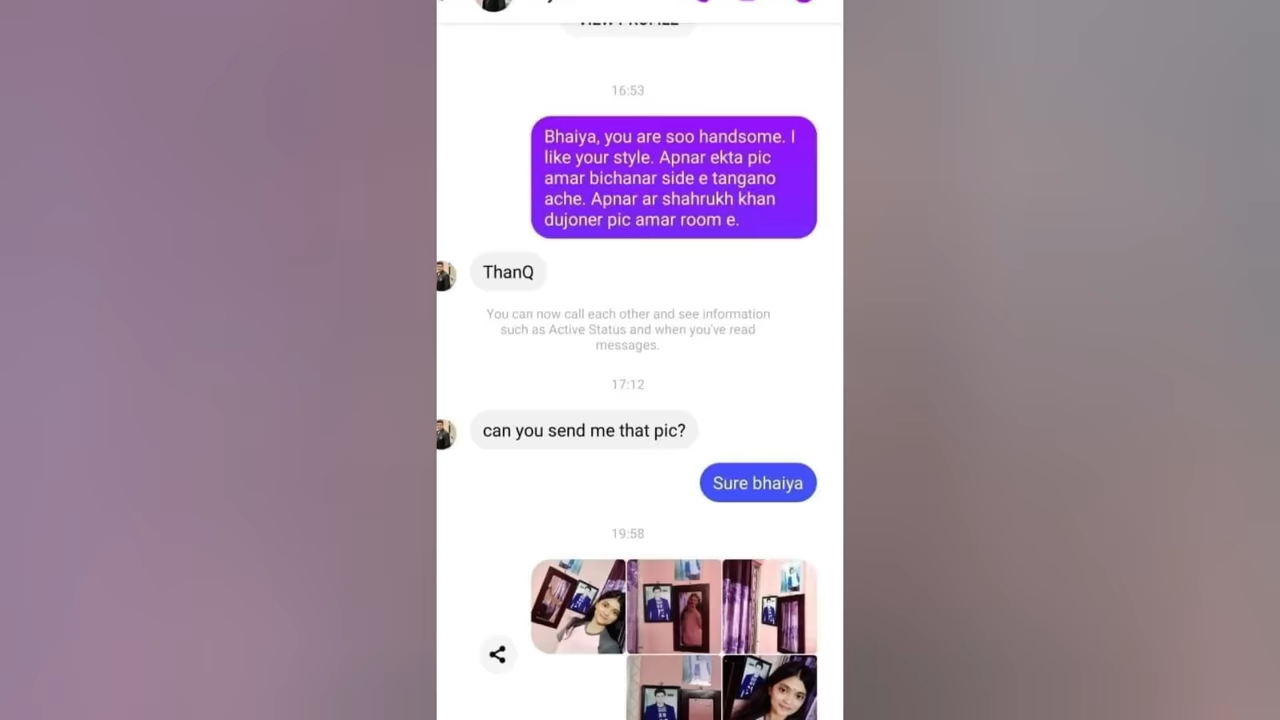 16:53
Bhaiya, you are soo handsome. I
like your style. Apnar ekta pic
amar bichanar side e tangano
ache. Apnar ar shahrukh khan
dujoner pic amar room e.
ThanQ
You can now call each other and see information
such as Active Status and when you've read
messages.
17:12
can you send me that pic?
Sure bhaiya
19:58